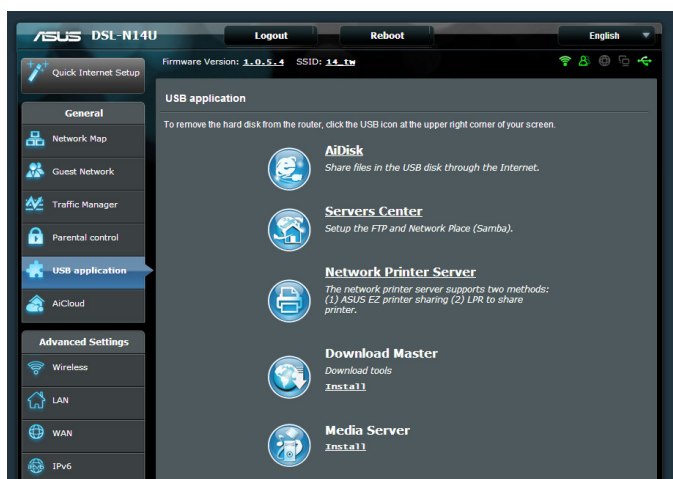 ASUS DSL-N14U
Logout
Reboot
English
Quick Internet Setup
Firmware Version: 1.0.5.4 SSID: 14_tw
General
Network Map
Guest Network
Traffic Manager
Parental control
USB application
AiCloud
Advanced Settings
Wireless
LAN
WAN
IPv6
USB application
To remove the hard disk from the router, click the USB icon at the upper right corner of your screen.
AiDisk
Share files in the USB disk through the Internet.
Servers Center
Setup the FTP and Network Place (Samba).
Network Printer Server
The network printer server supports two methods:
(1) ASUS EZ printer sharing (2) LPR to share
printer.
Download Master
Download tools
Install
Media Server
Install